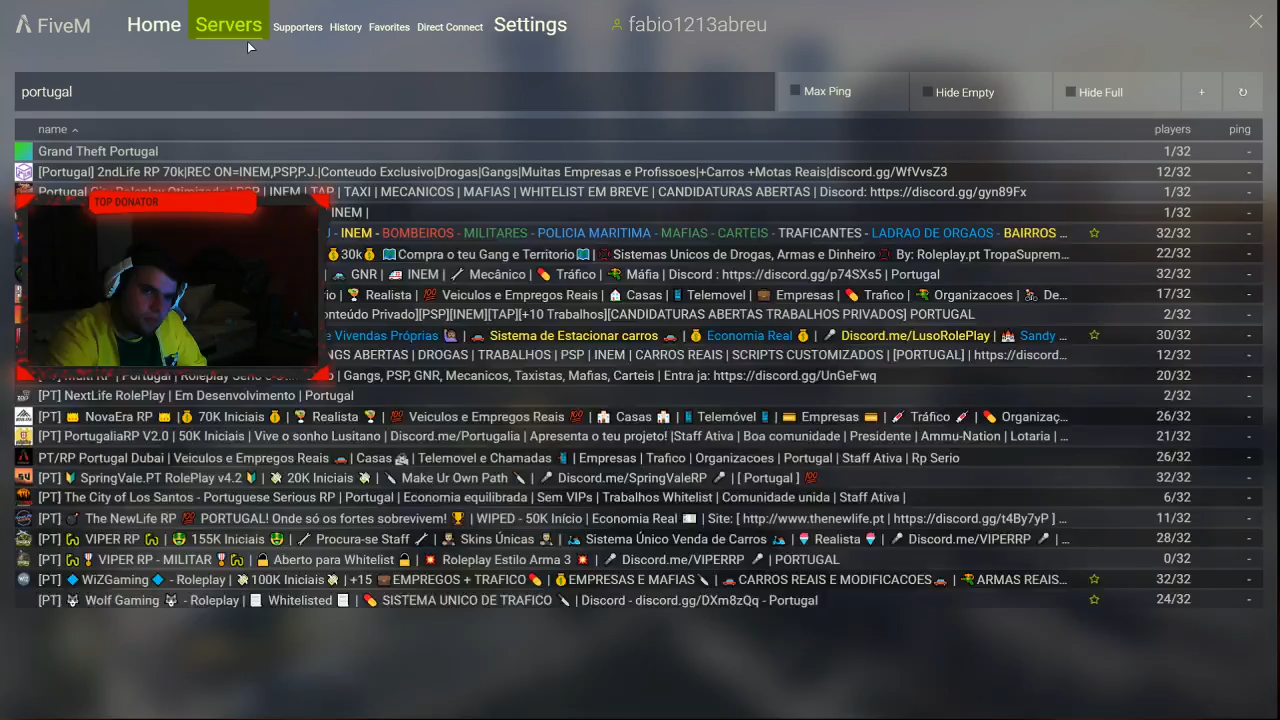 FiveM Home Servers Supporters History Favorites Direct Connect Settings fabio1213abreu
portugal Max Ping Hide Empty Hide Full +
name players ping
Grand Theft Portugal 1/32 -
[Portugal] 2ndLife RP 70k|REC ON=INEM,PSP,P.J.|Conteudo Exclusivo|Drogas|Gangs|Muitas Empresas e Profissoes|+Carros +Motas Reais|discord.gg/WfVvsZ3 12/32 -
Portugal City Roleplay Otimizado | PSP | INEM | TAP | TAXI | MECANICOS | MAFIAS | WHITELIST EM BREVE | CANDIDATURAS ABERTAS | Discord: https://discord.gg/gyn89Fx 1/32 -
TOP DONATOR
INEM | 1/32 -
- INEM - BOMBEIROS - MILITARES - POLICIA MARITIMA - MAFIAS - CARTEIS - TRAFICANTES - LADRAO DE ORGAOS - BAIRROS ... 32/32 -
💰30k💰 📖Compra o teu Gang e Territorio📖 | 💢Sistemas Unicos de Drogas, Armas e Dinheiro 💢 By: Roleplay.pt TropaSuprem... 22/32 -
| 🚗 GNR | 🚑 INEM | 🔧 Mecânico | 💊 Tráfico | 🔫 Máfia | Discord : https://discord.gg/p74SXs5 | Portugal 32/32 -
| 🏆 Realista | 💯 Veiculos e Empregos Reais | 🏠 Casas | 📱 Telemovel | 💼 Empresas | 💊 Trafico | 🔫 Organizacoes | De... 17/32 -
Privado][PSP][INEM][TAP][+10 Trabalhos][CANDIDATURAS ABERTAS TRABALHOS PRIVADOS] PORTUGAL 2/32 -
Vivendas Próprias | 🚗 Sistema de Estacionar carros 🚗 | 💰 Economia Real 💰 | 🎤 Discord.me/LusoRolePlay | 🏰 Sandy ... 30/32 -
ABERTAS | DROGAS | TRABALHOS | PSP | INEM | CARROS REAIS | SCRIPTS CUSTOMIZADOS | [PORTUGAL] | https://discord.... 12/32 -
| Portugal | Gangs, PSP, GNR, Mecanicos, Taxistas, Mafias, Carteis | Entra ja: https://discord.gg/UnGeFwq 20/32 -
[PT] NextLife RolePlay | Em Desenvolvimento | Portugal 2/32 -
[PT] 👑 NovaEra RP 👑 | 💰 70K Iniciais 💰 | 🏆 Realista 🏆 | 💯 Veiculos e Empregos Reais 💯 | 🏠 Casas 🏠 | 📱 Telemóvel 📱 | 💳 Empresas 💳 | 💉 Tráfico 💉 | 💊 Organizaç... 26/32 -
[PT] PortugaliaRP V2.0 | 50K Iniciais | Vive o sonho Lusitano | Discord.me/Portugalia | Apresenta o teu projeto! |Staff Ativa | Boa comunidade | Presidente | Ammu-Nation | Lotaria | ... 21/32 -
PT/RP Portugal Dubai | Veiculos e Empregos Reais 🚗 | Casas 🏘 | Telemovel e Chamadas 📱 | Empresas | Trafico | Organizacoes | Portugal | Staff Ativa | Rp Serio 26/32 -
[PT] 🔰 SpringVale.PT RolePlay v4.2 🔰 | 💸 20K Iniciais 💸 | 🔪 Make Ur Own Path 🔪 | 🎤 Discord.me/SpringVale 🎤 | [ Portugal ] 💯 32/32 -
[PT] The City of Los Santos - Portuguese Serious RP | Portugal | Economia equilibrada | Sem VIPs | Trabalhos Whitelist | Comunidade unida | Staff Ativa | 6/32 -
[PT] 💣 The NewLife RP 💯 PORTUGAL! Onde só os fortes sobrevivem! 🏆 | WIPED - 50K Início | Economia Real 💵 | Site: [ http://www.thenewlife.pt | https://discord.gg/t4By7yP ] ... 11/32 -
[PT] 🐍 VIPER RP 🐍 | 🤑 155K Iniciais 🤑 | 🔧 Procura-se Staff 🔧 | Skins Únicas | Sistema Único Venda de Carros | 🍧 Realista 🍧 | 🎤 Discord.me/VIPERRP 🎤 | ... 28/32 -
[PT] 🐍🎖 VIPER RP - MILITAR 🎖🐍 | 🔒 Aberto para Whitelist 🔒 | 💥 Roleplay Estilo Arma 3 💥 | 🎤 Discord.me/VIPERRP 🎤 | PORTUGAL 0/32 -
[PT] 🔷 WiZGaming 🔷 - Roleplay | 💸100K Iniciais💸 | +15 💼EMPREGOS + TRAFICO💊 | 💰EMPRESAS E MAFIAS🔪 | 🚗CARROS REAIS E MODIFICACOES🚗 | 🔫ARMAS REAIS... 32/32 -
[PT] 🐺 Wolf Gaming 🐺 - Roleplay | 📃 Whitelisted 📃 | 💊 SISTEMA UNICO DE TRAFICO 🔪 | Discord - discord.gg/DXm8zQq - Portugal 24/32 -